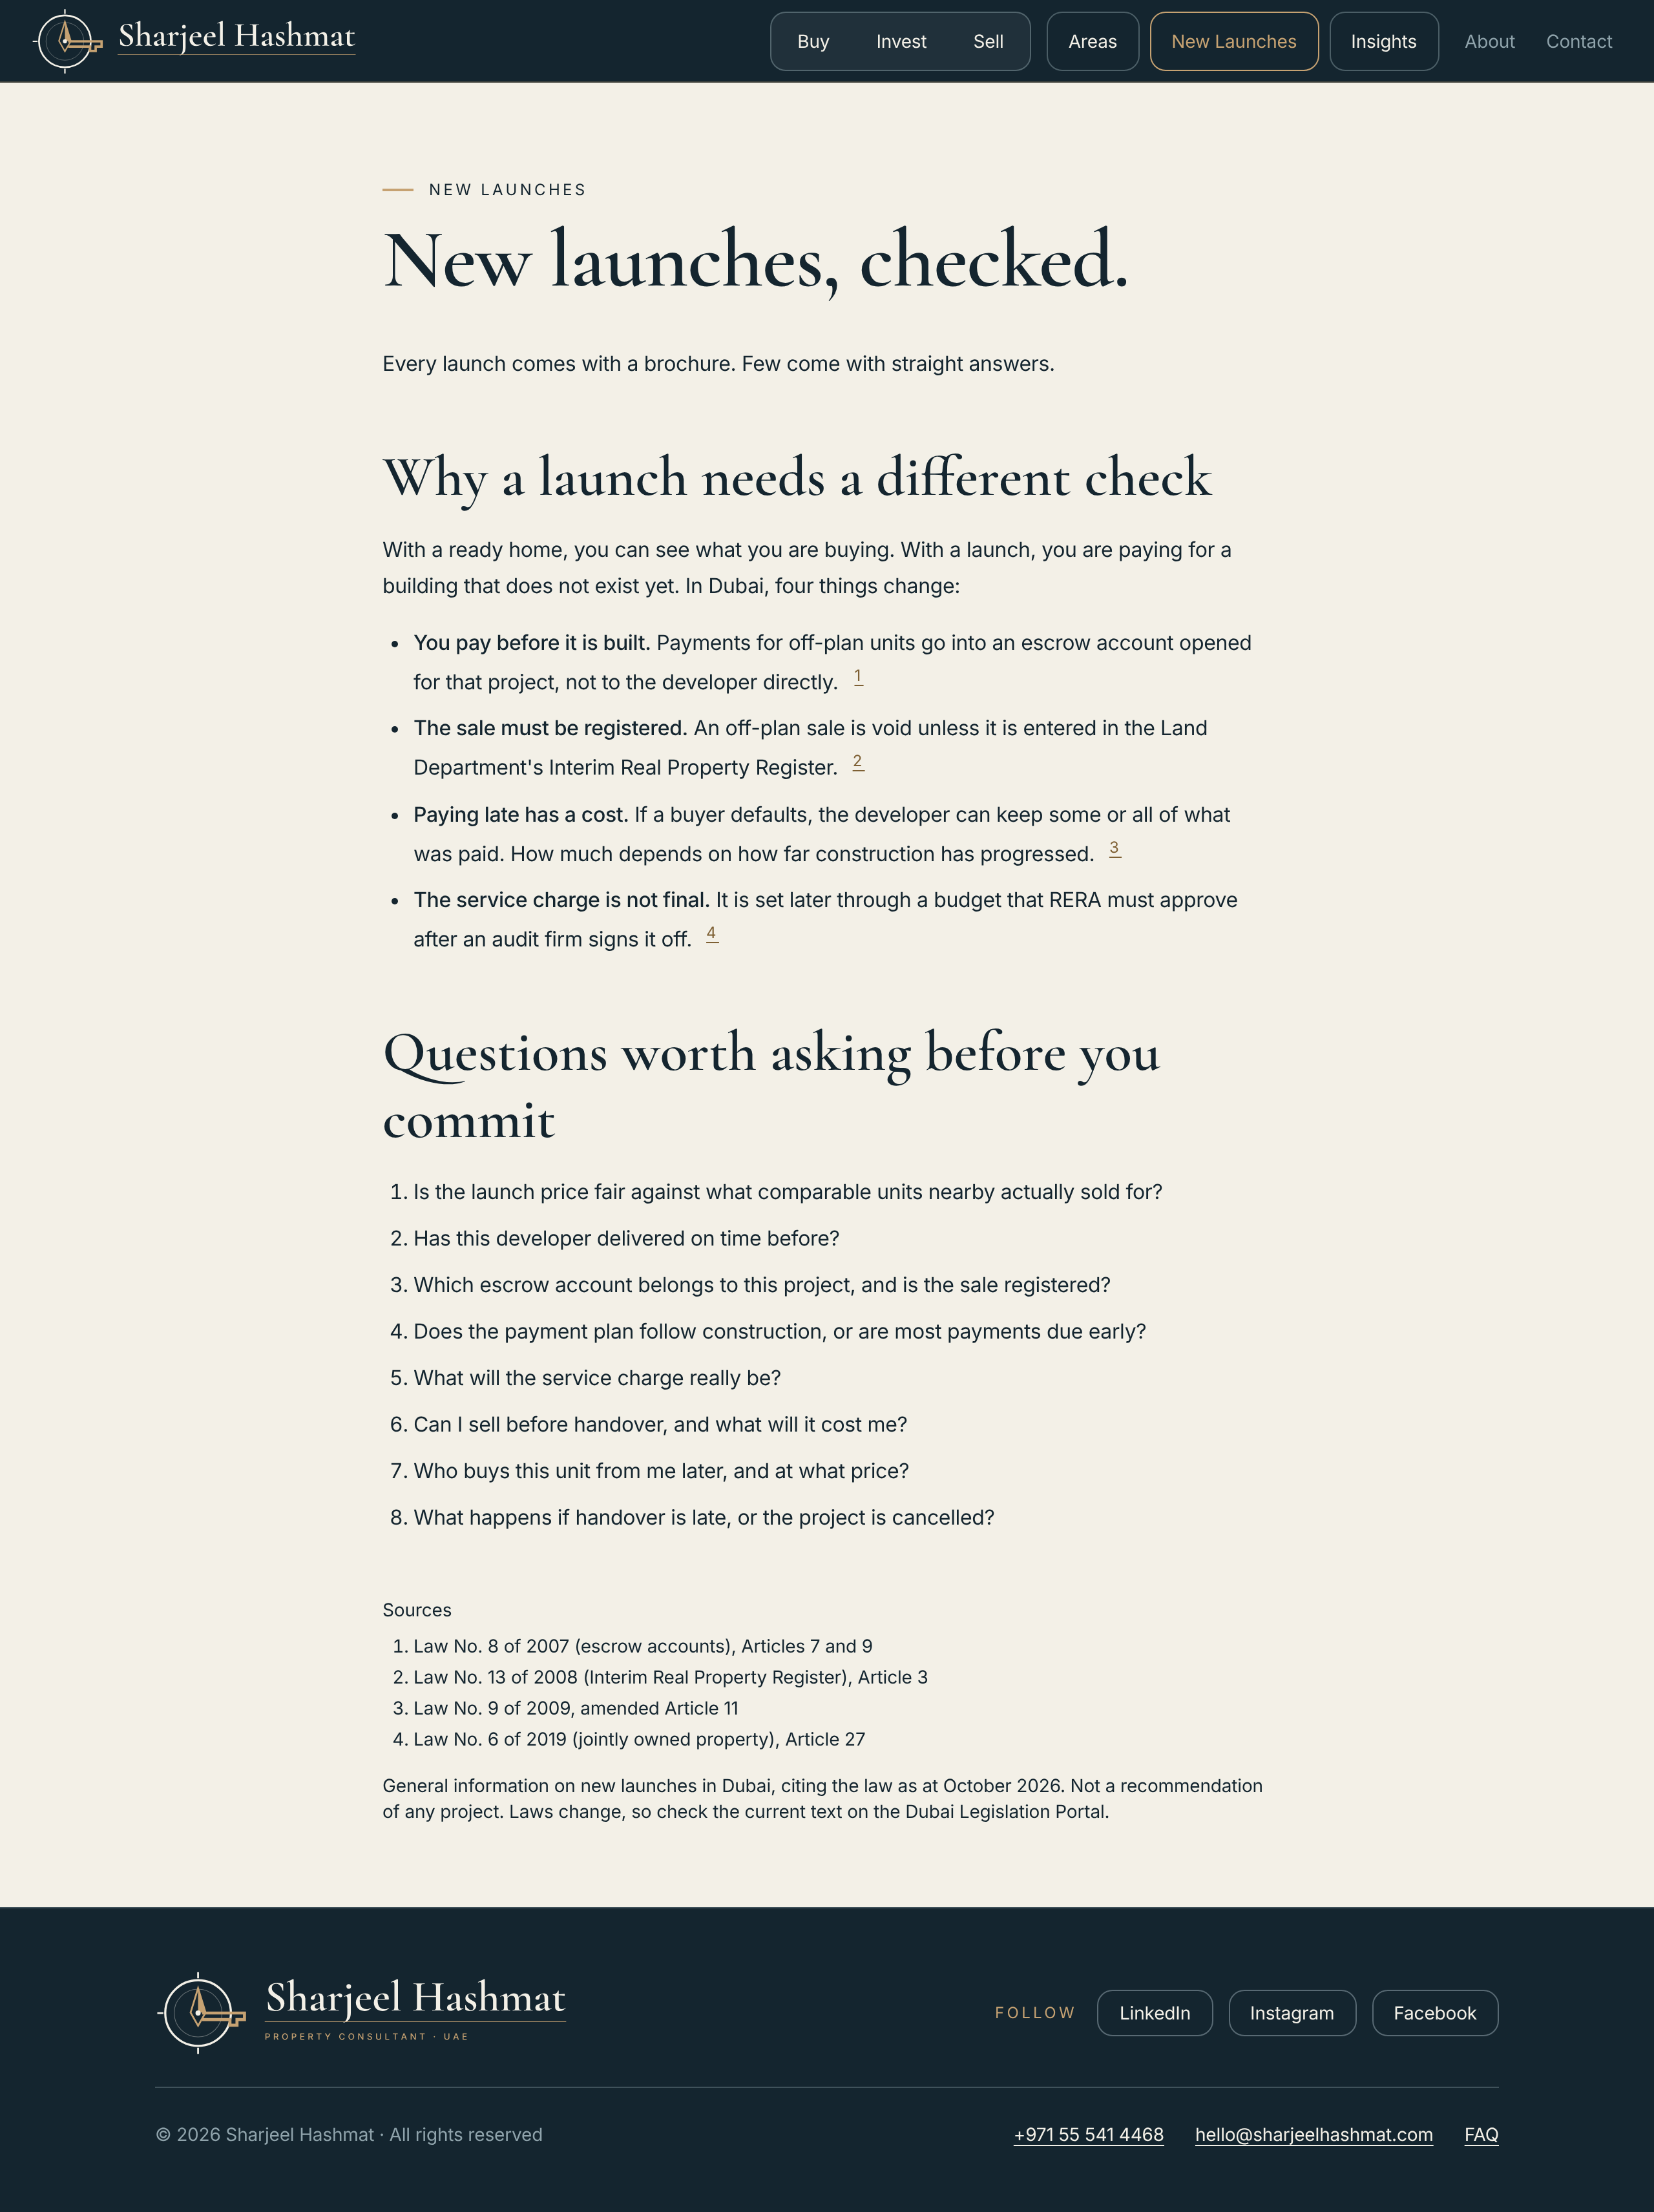 Sharjeel Hashmat
Buy Invest Sell Areas New Launches Insights About Contact
NEW LAUNCHES
New launches, checked.
Every launch comes with a brochure. Few come with straight answers.
Why a launch needs a different check
With a ready home, you can see what you are buying. With a launch, you are paying for a
building that does not exist yet. In Dubai, four things change:
• You pay before it is built. Payments for off-plan units go into an escrow account opened
for that project, not to the developer directly. 1
• The sale must be registered. An off-plan sale is void unless it is entered in the Land
Department's Interim Real Property Register. 2
• Paying late has a cost. If a buyer defaults, the developer can keep some or all of what
was paid. How much depends on how far construction has progressed. 3
• The service charge is not final. It is set later through a budget that RERA must approve
after an audit firm signs it off. 4
Questions worth asking before you
commit
1. Is the launch price fair against what comparable units nearby actually sold for?
2. Has this developer delivered on time before?
3. Which escrow account belongs to this project, and is the sale registered?
4. Does the payment plan follow construction, or are most payments due early?
5. What will the service charge really be?
6. Can I sell before handover, and what will it cost me?
7. Who buys this unit from me later, and at what price?
8. What happens if handover is late, or the project is cancelled?
Sources
1. Law No. 8 of 2007 (escrow accounts), Articles 7 and 9
2. Law No. 13 of 2008 (Interim Real Property Register), Article 3
3. Law No. 9 of 2009, amended Article 11
4. Law No. 6 of 2019 (jointly owned property), Article 27
General information on new launches in Dubai, citing the law as at October 2026. Not a recommendation
of any project. Laws change, so check the current text on the Dubai Legislation Portal.
Sharjeel Hashmat
PROPERTY CONSULTANT · UAE
FOLLOW LinkedIn Instagram Facebook
© 2026 Sharjeel Hashmat · All rights reserved
+971 55 541 4468 hello@sharjeelhashmat.com FAQ